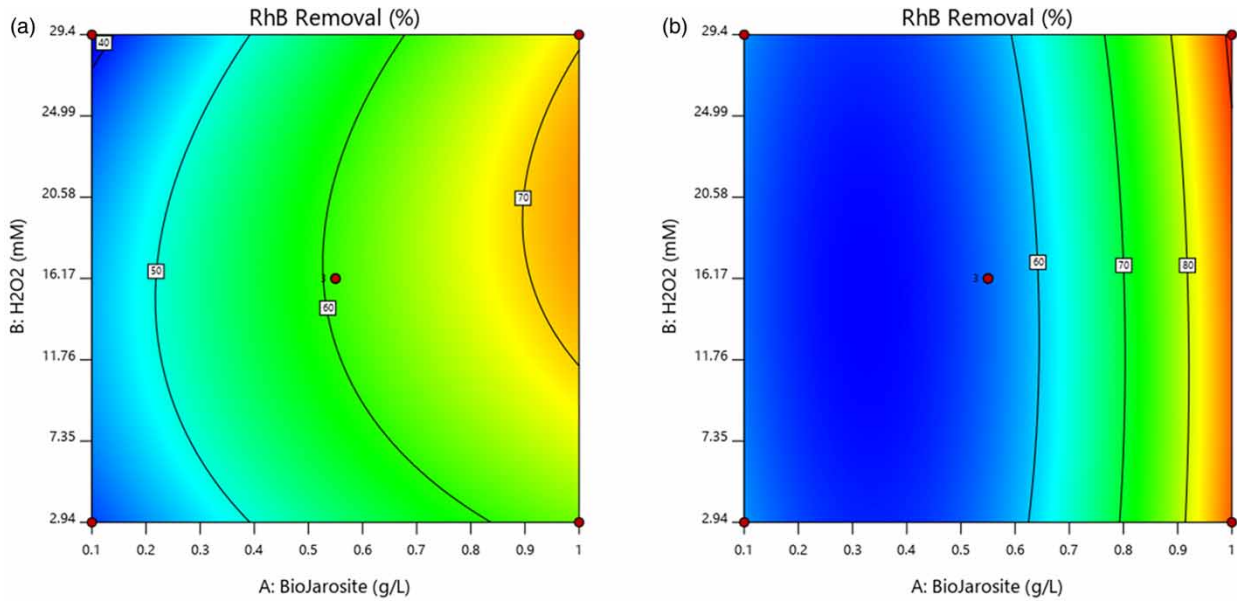 (a)
RhB Removal (%)
29.4
24.99
20.58
16.17
11.76
7.35
2.94
B: H2O2 (mM)
40
50
60
70
3
0.1 0.2 0.3 0.4 0.5 0.6 0.7 0.8 0.9 1
A: BioJarosite (g/L)
(b)
RhB Removal (%)
29.4
24.99
20.58
16.17
11.76
7.35
2.94
B: H2O2 (mM)
3
60
70
80
0.1 0.2 0.3 0.4 0.5 0.6 0.7 0.8 0.9 1
A: BioJarosite (g/L)